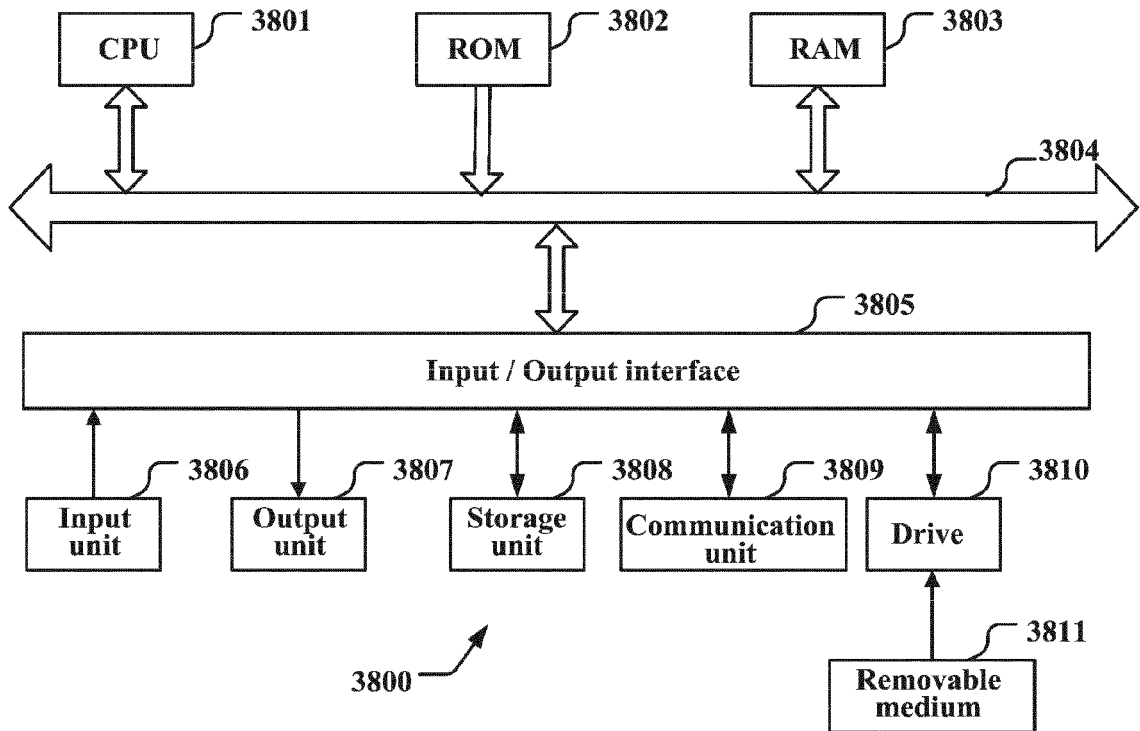 CPU
3801
ROM
3802
RAM
3803
3804
3805
Input / Output interface
3806
3807
3808
3809
3810
Input
unit
Output
unit
Storage
unit
Communication
unit
Drive
3800
3811
Removable
medium